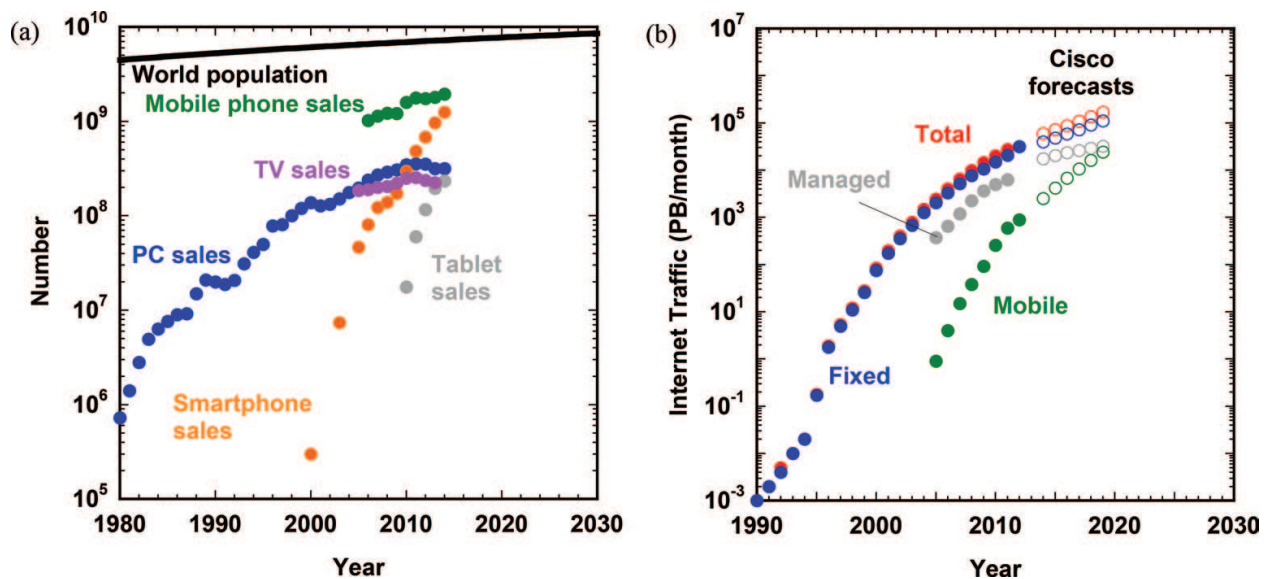 (a)
Number
10^10
10^9
10^8
10^7
10^6
10^5
World population
Mobile phone sales
TV sales
PC sales
Tablet
sales
Smartphone
sales
1980 1990 2000 2010 2020 2030
Year
(b)
Internet Traffic (PB/month)
10^7
10^5
10^3
10^1
10^-1
10^-3
Cisco
forecasts
Total
Managed
Mobile
Fixed
1990 2000 2010 2020 2030
Year